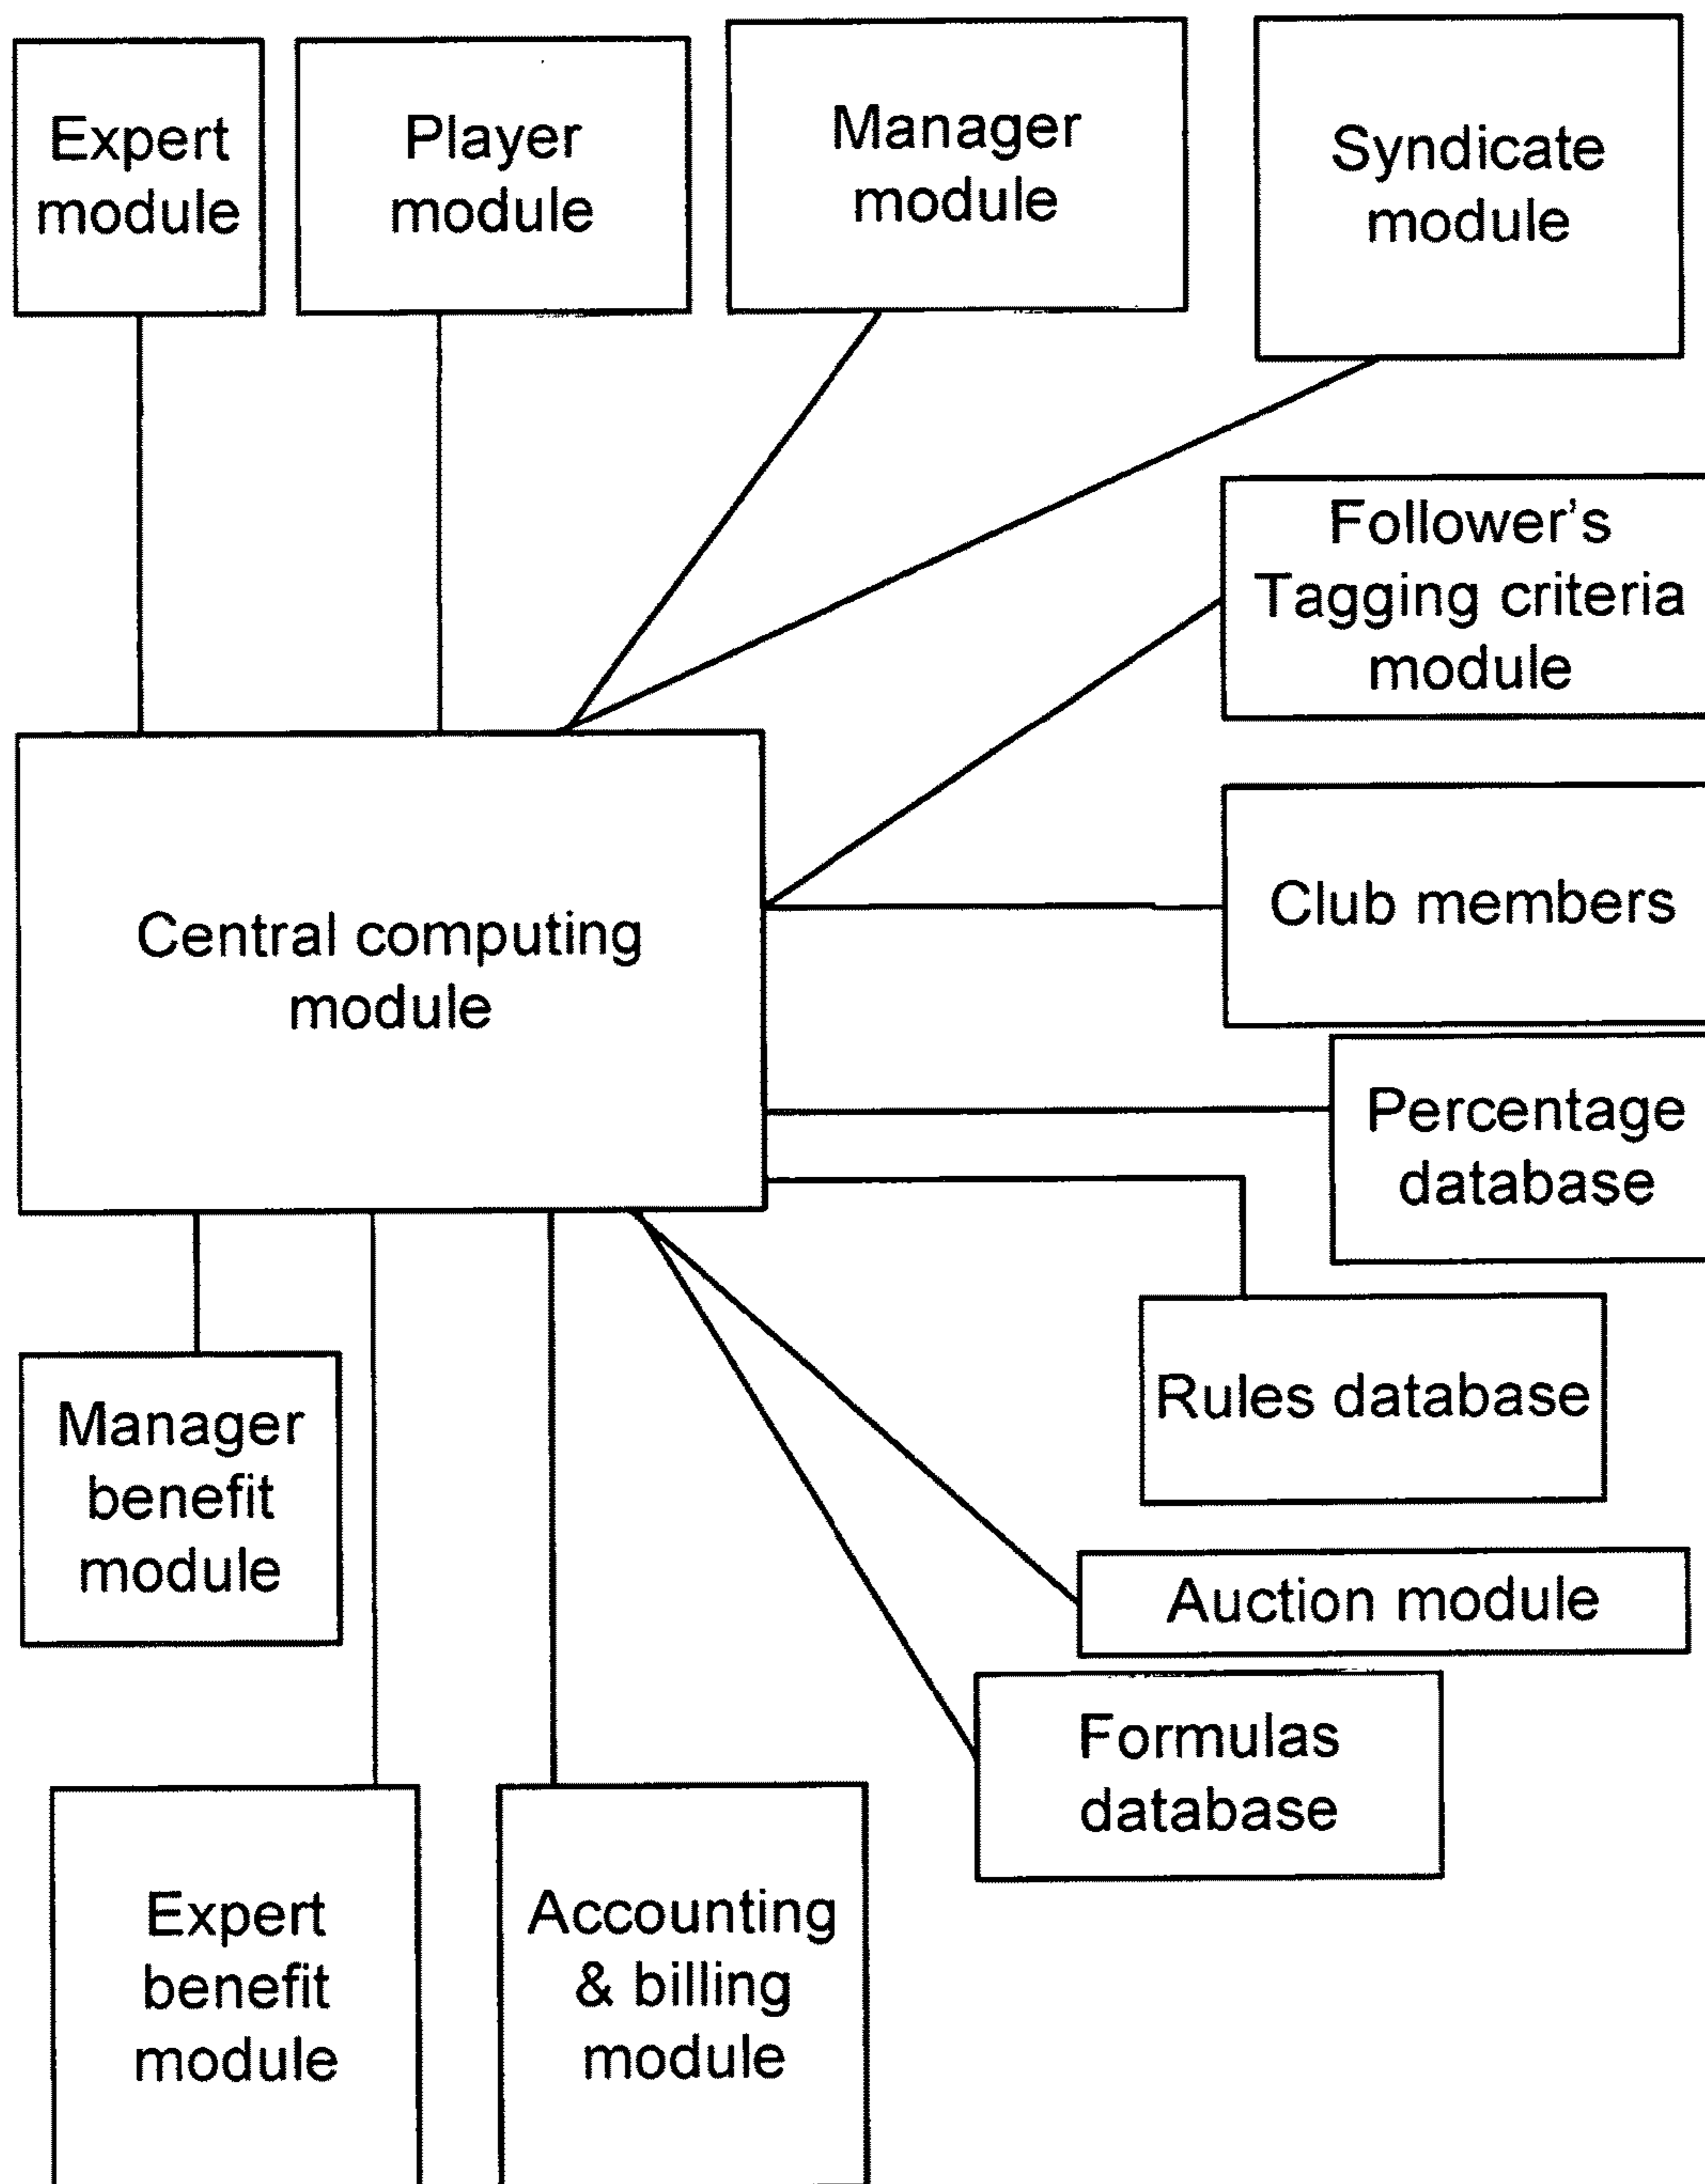 Expert
module
Player
module
Manager
module
Syndicate
module
Follower's
Tagging criteria
module
Central computing
module
Club members
Percentage
database
Rules database
Manager
benefit
module
Auction module
Formulas
database
Expert
benefit
module
Accounting
& billing
module